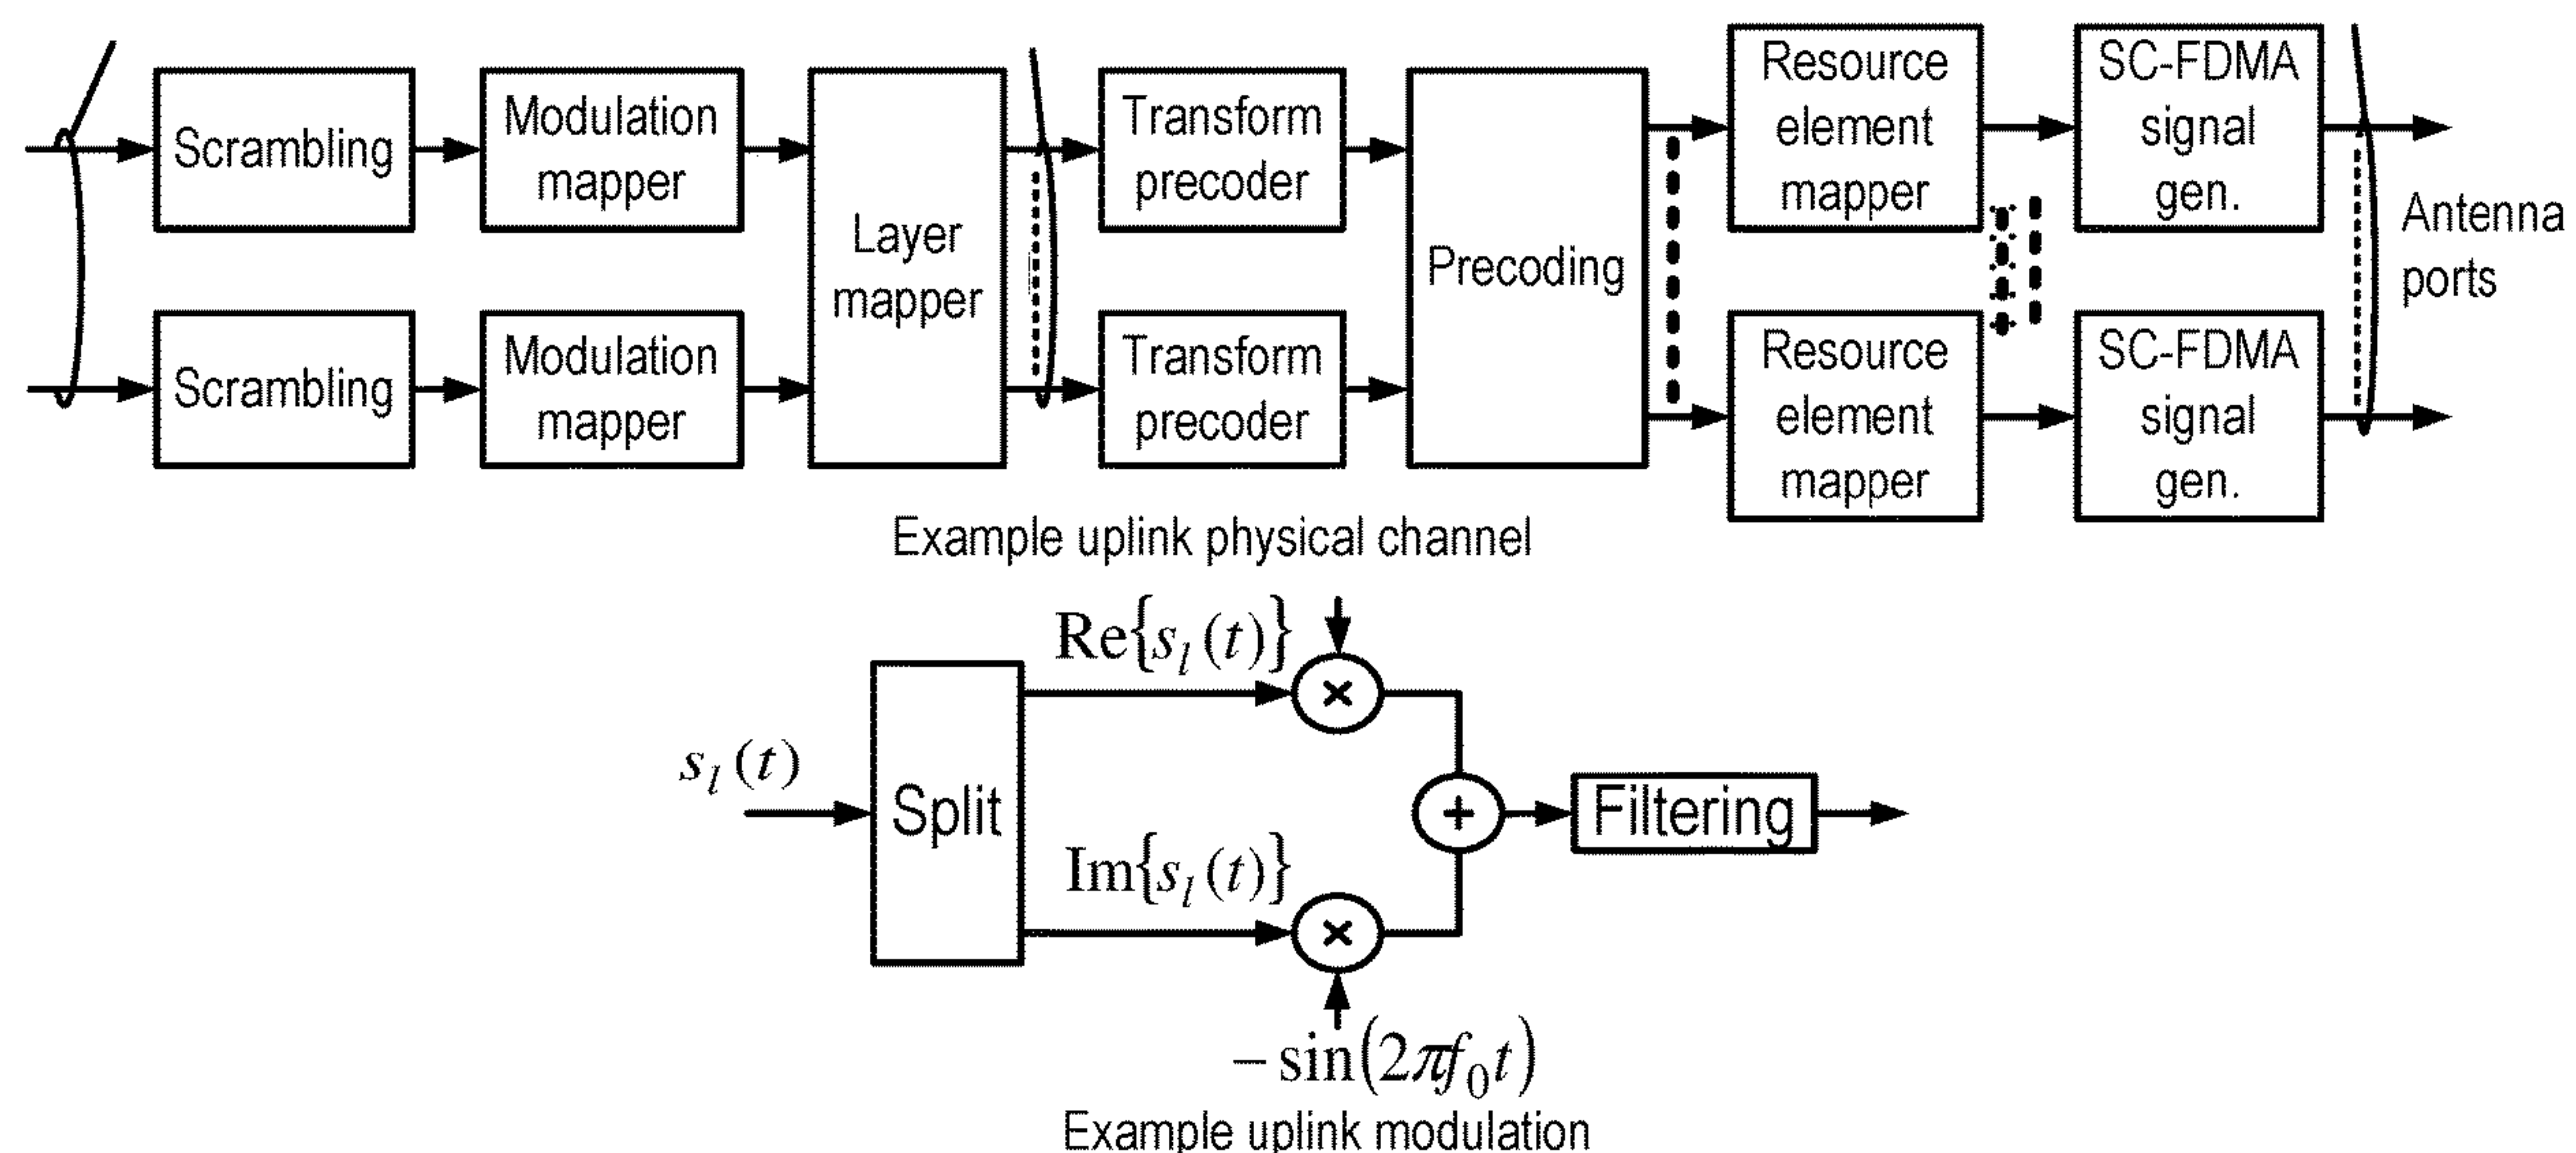 Scrambling
Modulation
mapper
Layer
mapper
Transform
precoder
Precoding
Resource
element
mapper
SC-FDMA
signal
gen.
Antenna
ports
Scrambling
Modulation
mapper
Transform
precoder
Resource
element
mapper
SC-FDMA
signal
gen.
Example uplink physical channel
Re{s_l(t)}
s_l(t)
Split
+
Filtering
Im{s_l(t)}
×
×
−sin(2πf₀t)
Example uplink modulation